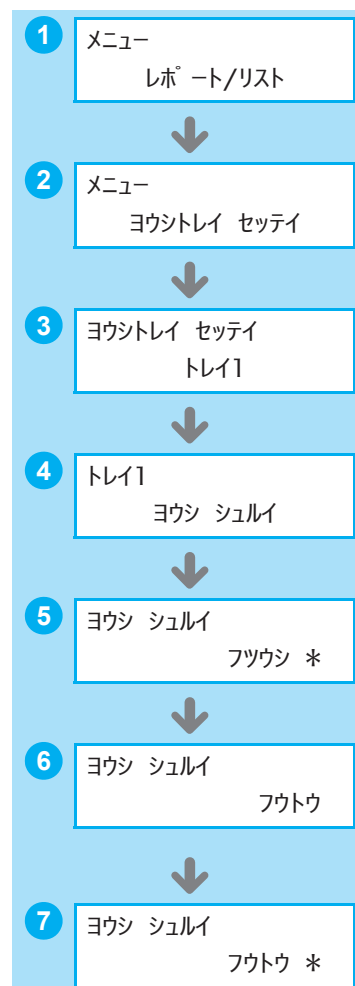 1
メニュー
レポート/リスト
2
メニュー
ヨウシトレイ セッテイ
3
ヨウシトレイ セッテイ
トレイ1
4
トレイ1
ヨウシ シュルイ
5
ヨウシ シュルイ
フツウシ *
6
ヨウシ シュルイ
フウトウ
7
ヨウシ シュルイ
フウトウ *